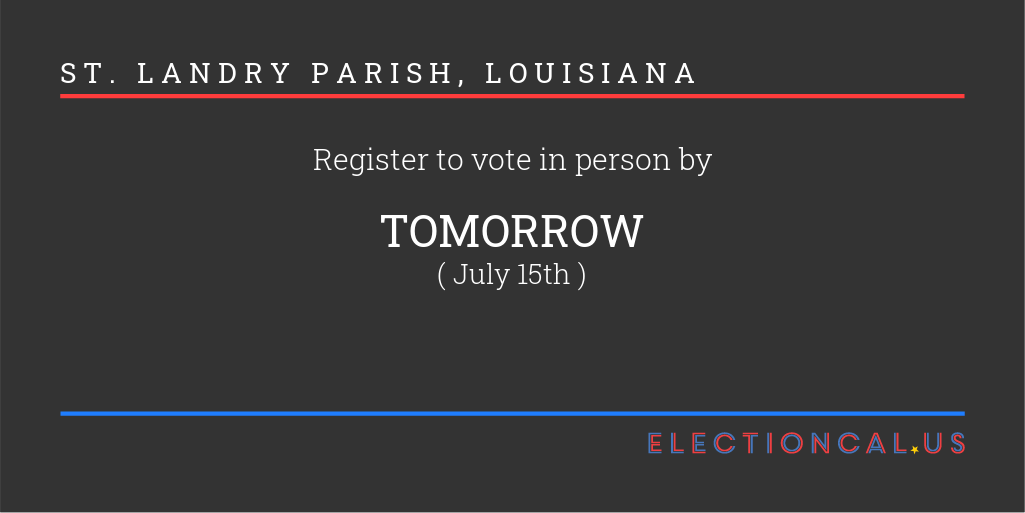 ST. LANDRY PARISH, LOUISIANA
Register to vote in person by
TOMORROW
( July 15th )
ELECTIONCAL.US